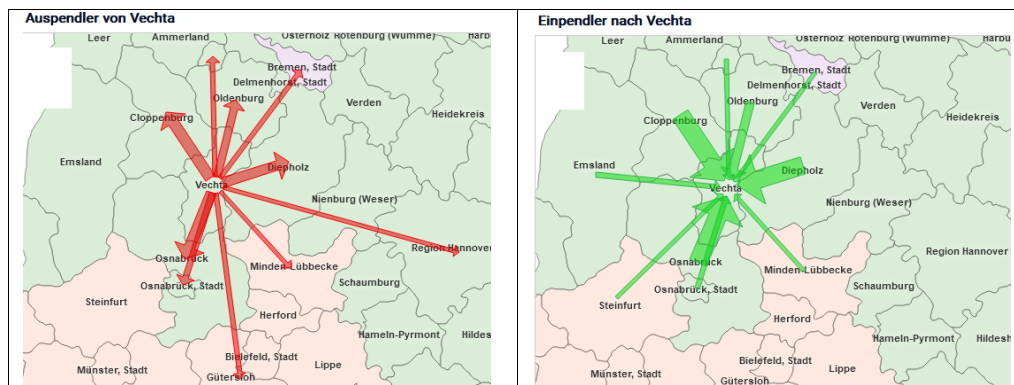 Auspendler von Vechta
Leer
Ammerland
Osterholz
Rotenburg (Wümme)
Bremen, Stadt
Delmenhorst, Stadt
Oldenburg
Verden
Cloppenburg
Heidekreis
Emsland
Diepholz
Vechta
Nienburg (Weser)
Region Hannover
Osnabrück
Minden-Lübbecke
Osnabrück, Stadt
Schaumburg
Steinfurt
Herford
Hameln-Pyrmont
Hildesh
Bielefeld, Stadt
Lippe
Münster, Stadt
Gütersloh
Einpendler nach Vechta
Leer
Ammerland
Osterholz
Rotenburg (Wümme)
Bremen, Stadt
Delmenhorst, Stadt
Oldenburg
Verden
Cloppenburg
Heidekreis
Emsland
Diepholz
Vechta
Nienburg (Weser)
Region Hannover
Osnabrück
Minden-Lübbecke
Osnabrück, Stadt
Schaumburg
Steinfurt
Herford
Hameln-Pyrmont
Hild
Bielefeld, Stadt
Lippe
Münster, Stadt
Gütersloh